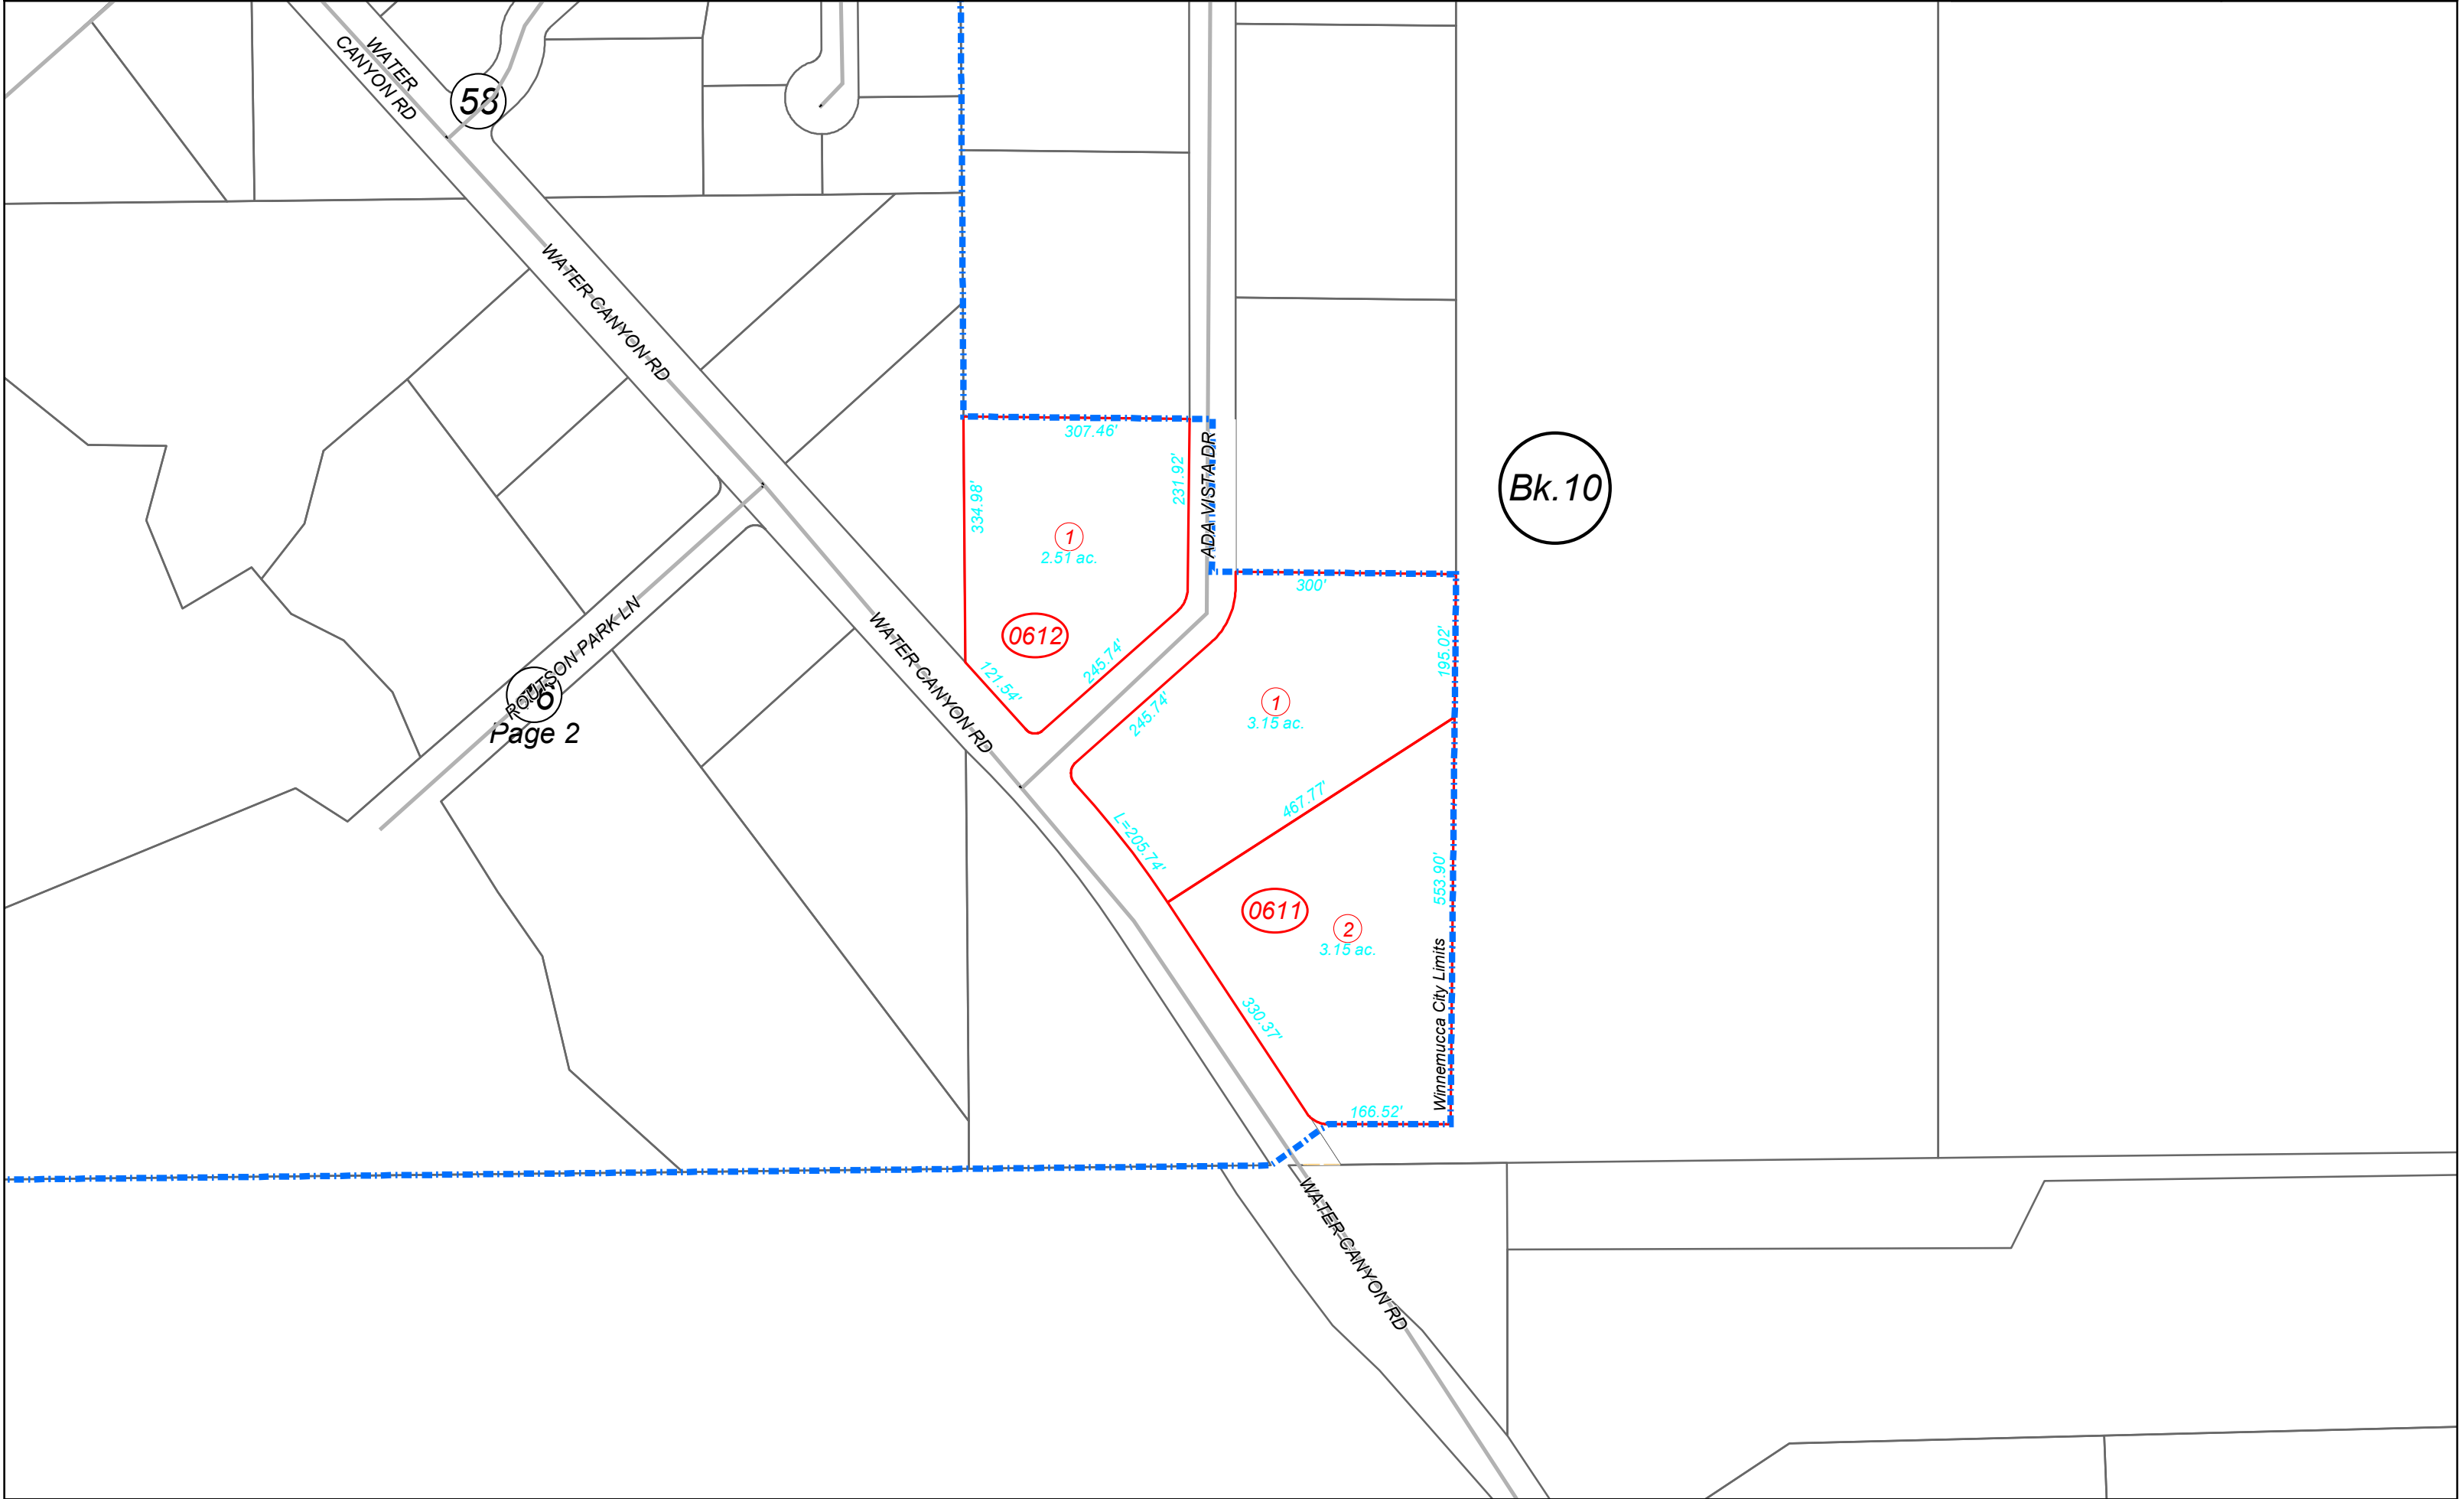 WATER
CANYON RD
58
WATER CANYON RD
307.46'
334.98'
231.92'
ADA VISTA DR
Bk.10
1
2.51 ac.
300'
0612
245.74'
121.54'
195.02'
WATER CANYON RD
ROUTSON PARK LN
6
Page 2
245.74'
1
3.15 ac.
467.77'
L=205.74'
553.90'
0611
2
3.15 ac.
330.37'
Winnemucca City Limits
166.52'
WATER CANYON RD